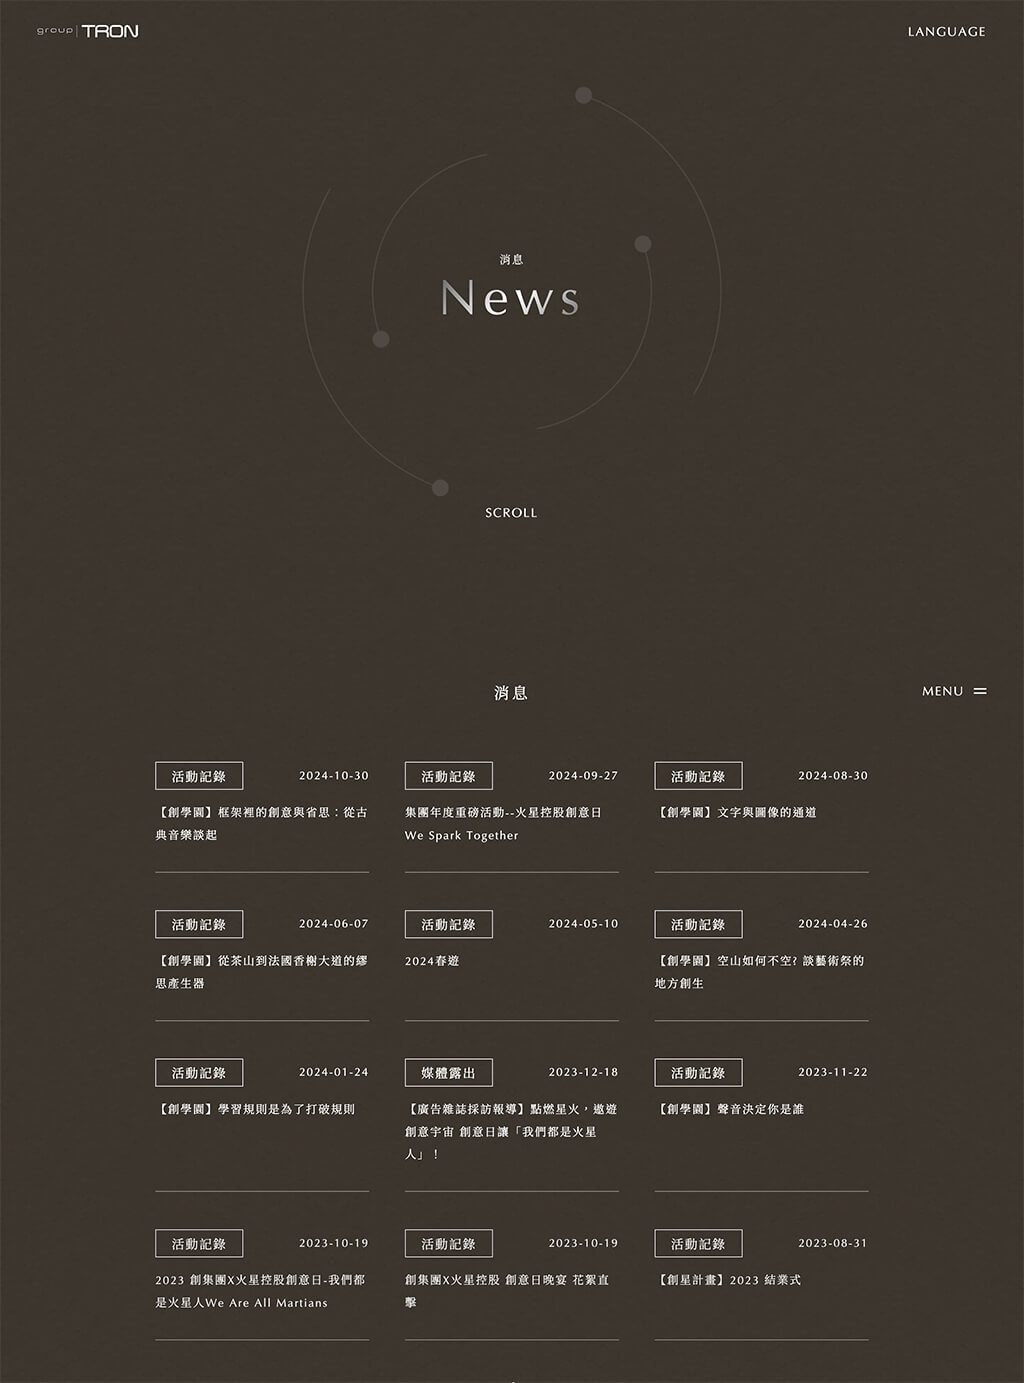 group | TRON
LANGUAGE
消息
News
SCROLL
消息
MENU
活動記錄
2024-10-30
【創學園】框架裡的創意與省思：從古
典音樂談起
活動記錄
2024-09-27
集團年度重磅活動--火星控股創意日
We Spark Together
活動記錄
2024-08-30
【創學園】文字與圖像的通道
活動記錄
2024-06-07
【創學園】從茶山到法國香榭大道的繆
思產生器
活動記錄
2024-05-10
2024春遊
活動記錄
2024-04-26
【創學園】空山如何不空? 談藝術祭的
地方創生
活動記錄
2024-01-24
【創學園】學習規則是為了打破規則
媒體露出
2023-12-18
【廣告雜誌採訪報導】點燃星火，遨遊
創意宇宙 創意日讓「我們都是火星
人」！
活動記錄
2023-11-22
【創學園】聲音決定你是誰
活動記錄
2023-10-19
2023 創集團X火星控股創意日-我們都
是火星人We Are All Martians
活動記錄
2023-10-19
創集團X火星控股 創意日晚宴 花絮直
擊
活動記錄
2023-08-31
【創星計畫】2023 結業式